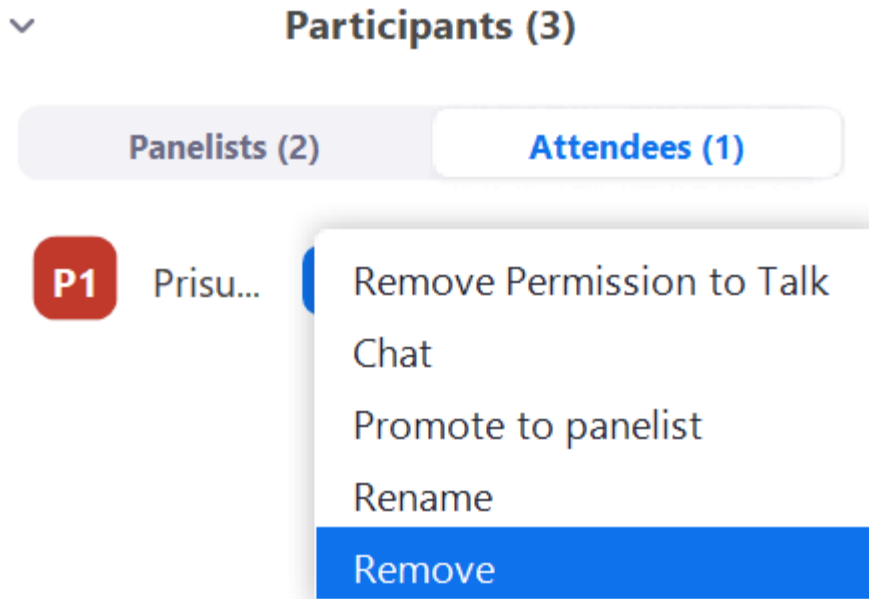 Participants (3)
Panelists (2) Attendees (1)
P1 Prisu...
Remove Permission to Talk
Chat
Promote to panelist
Rename
Remove